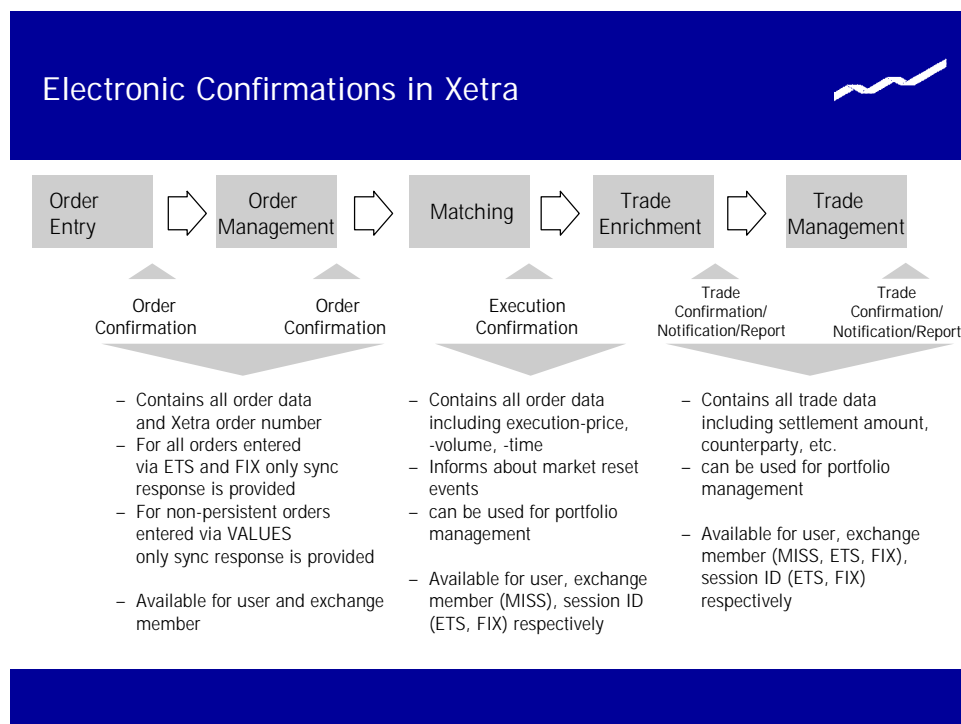 Electronic Confirmations in Xetra
Order
Entry
Order
Management
Matching
Trade
Enrichment
Trade
Management
Order
Confirmation
Order
Confirmation
Execution
Confirmation
Trade
Confirmation/
Notification/Report
Trade
Confirmation/
Notification/Report
– Contains all order data
and Xetra order number
– For all orders entered
via ETS and FIX only sync
response is provided
– For non-persistent orders
entered via VALUES
only sync response is provided
– Available for user and exchange
member
– Contains all order data
including execution-price,
-volume, -time
– Informs about market reset
events
– can be used for portfolio
management
– Available for user, exchange
member (MISS), session ID
(ETS, FIX) respectively
– Contains all trade data
including settlement amount,
counterparty, etc.
– can be used for portfolio
management
– Available for user, exchange
member (MISS, ETS, FIX),
session ID (ETS, FIX)
respectively